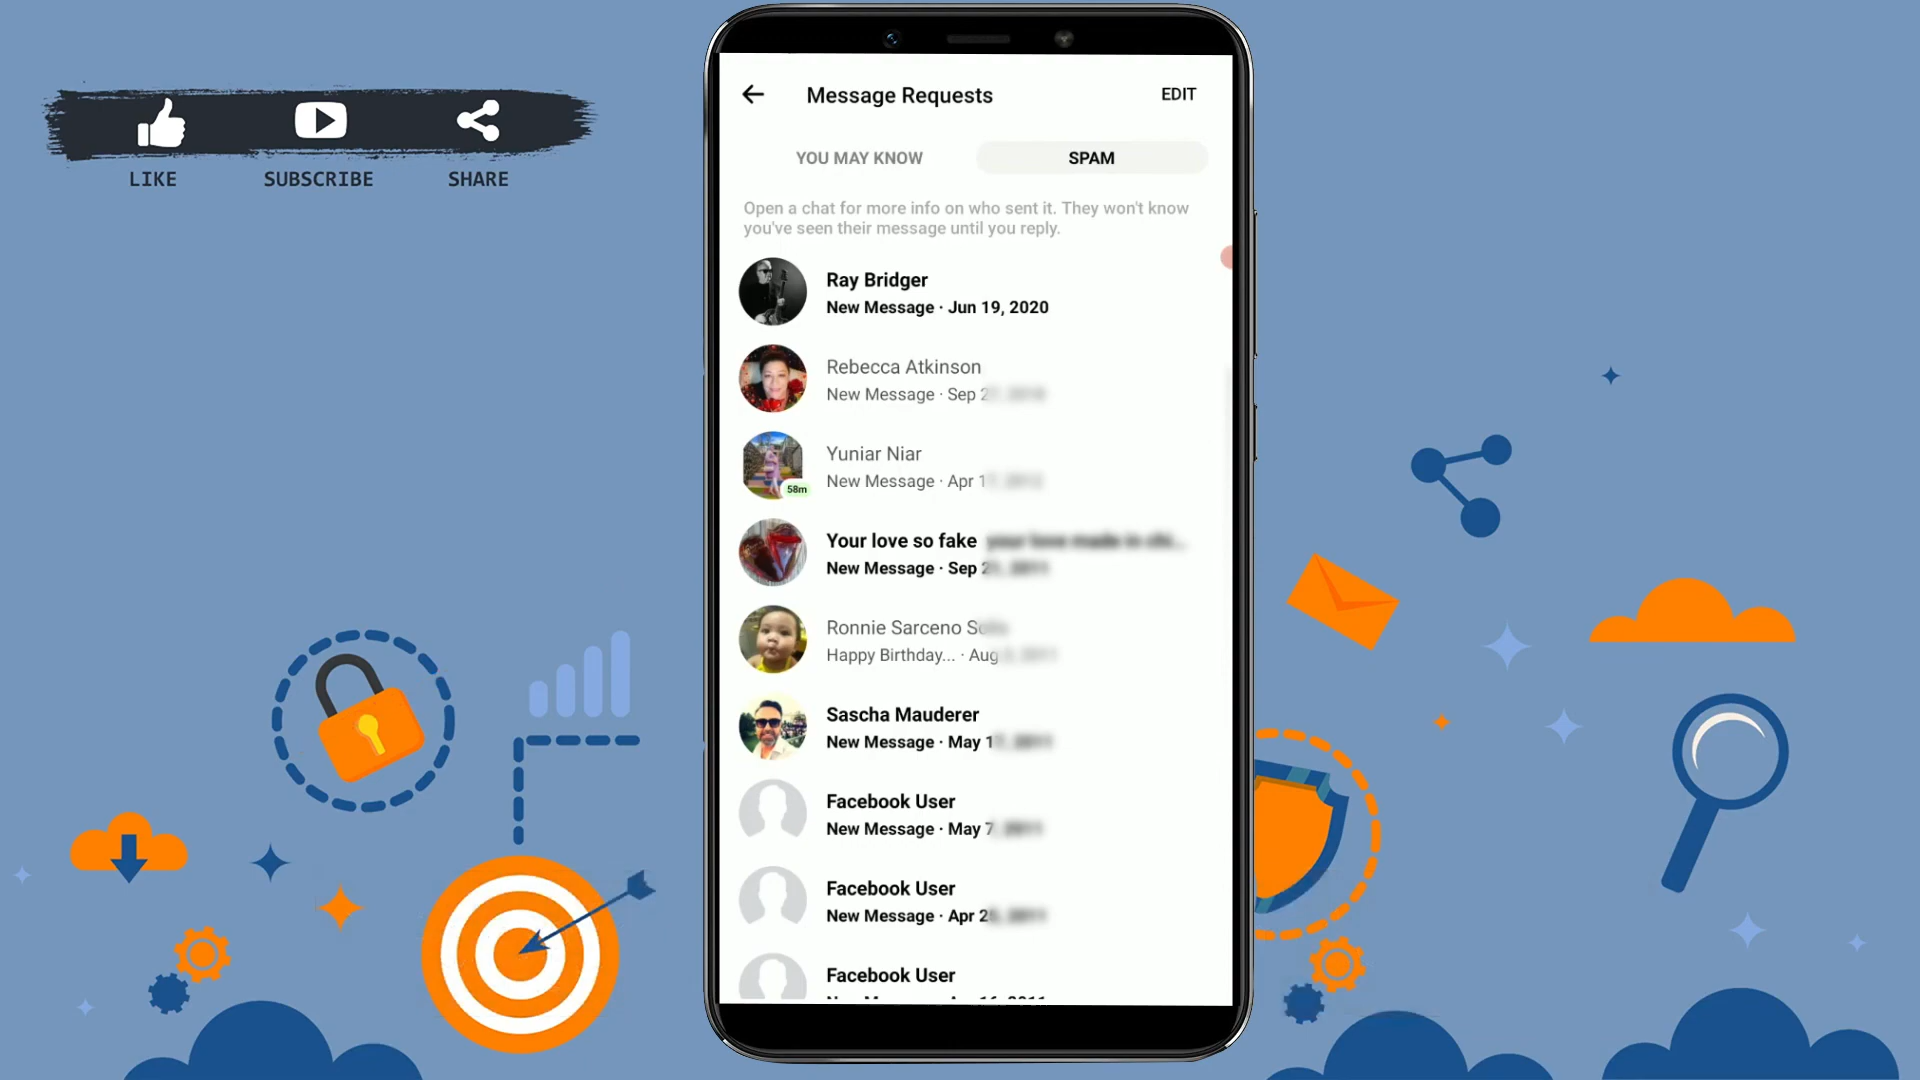 LIKE
SUBSCRIBE
SHARE
Message Requests
EDIT
YOU MAY KNOW
SPAM
Open a chat for more info on who sent it. They won't know
you've seen their message until you reply.
Ray Bridger
New Message · Jun 19, 2020
Rebecca Atkinson
New Message · Sep
Yuniar Niar
New Message · Apr
58m
Your love so fake
New Message · Sep
Ronnie Sarceno
Happy Birthday... · Aug
Sascha Mauderer
New Message · May
Facebook User
New Message · May 7
Facebook User
New Message · Apr
Facebook User